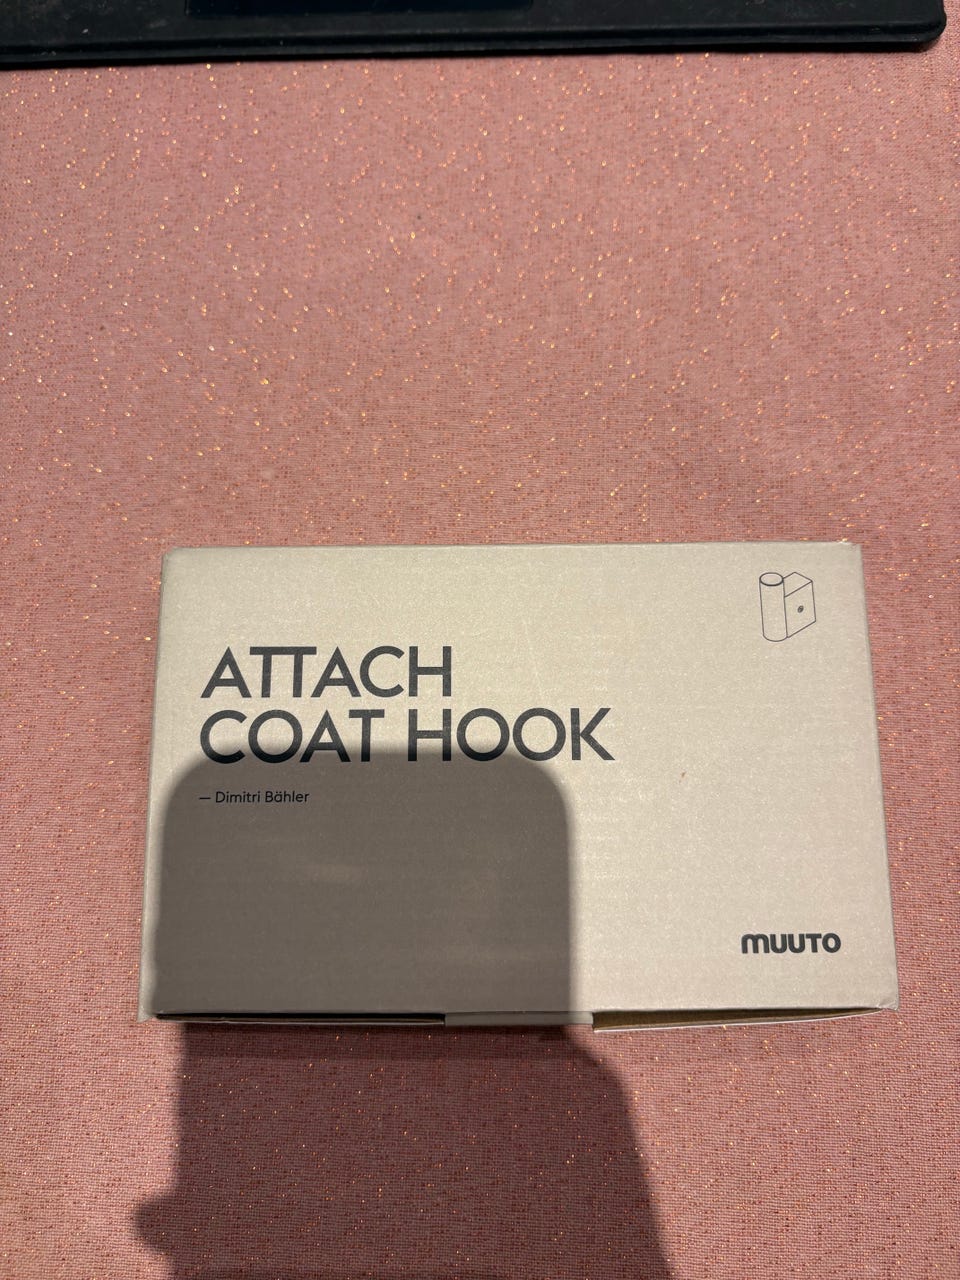 ATTACH
COAT HOOK
— Dimitri Bähler
MUUTO